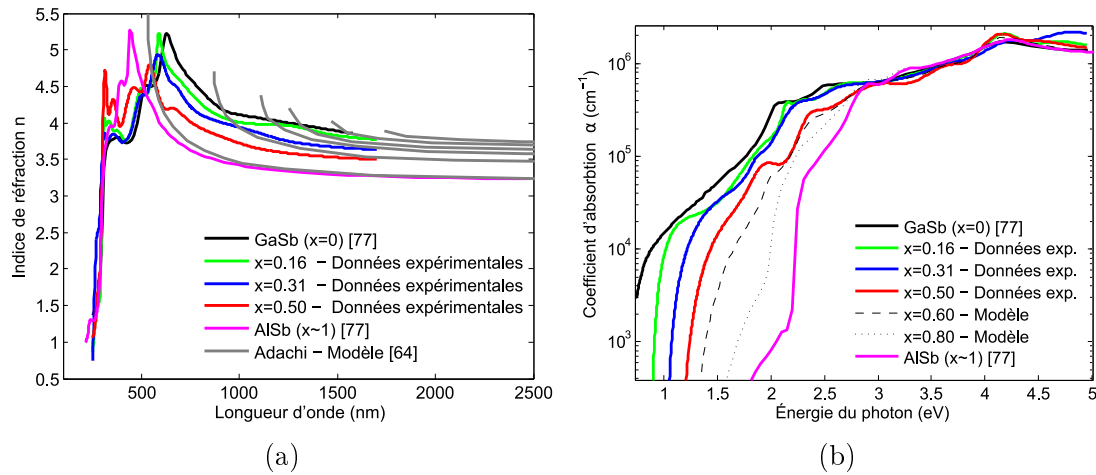 (a)
5.5
5
4.5
4
3.5
3
2.5
2
1.5
1
0.5
Indice de réfraction n
GaSb (x=0) [77]
x=0.16 – Données expérimentales
x=0.31 – Données expérimentales
x=0.50 – Données expérimentales
AlSb (x~1) [77]
Adachi – Modèle [64]
0 500 1000 1500 2000 2500
Longueur d'onde (nm)
(a)
(b)
10^6
10^5
10^4
10^3
Coefficient d'absorbtion α (cm⁻¹)
GaSb (x=0) [77]
x=0.16 – Données exp.
x=0.31 – Données exp.
x=0.50 – Données exp.
x=0.60 – Modèle
x=0.80 – Modèle
AlSb (x~1) [77]
1 1.5 2 2.5 3 3.5 4 4.5 5
Énergie du photon (eV)
(b)